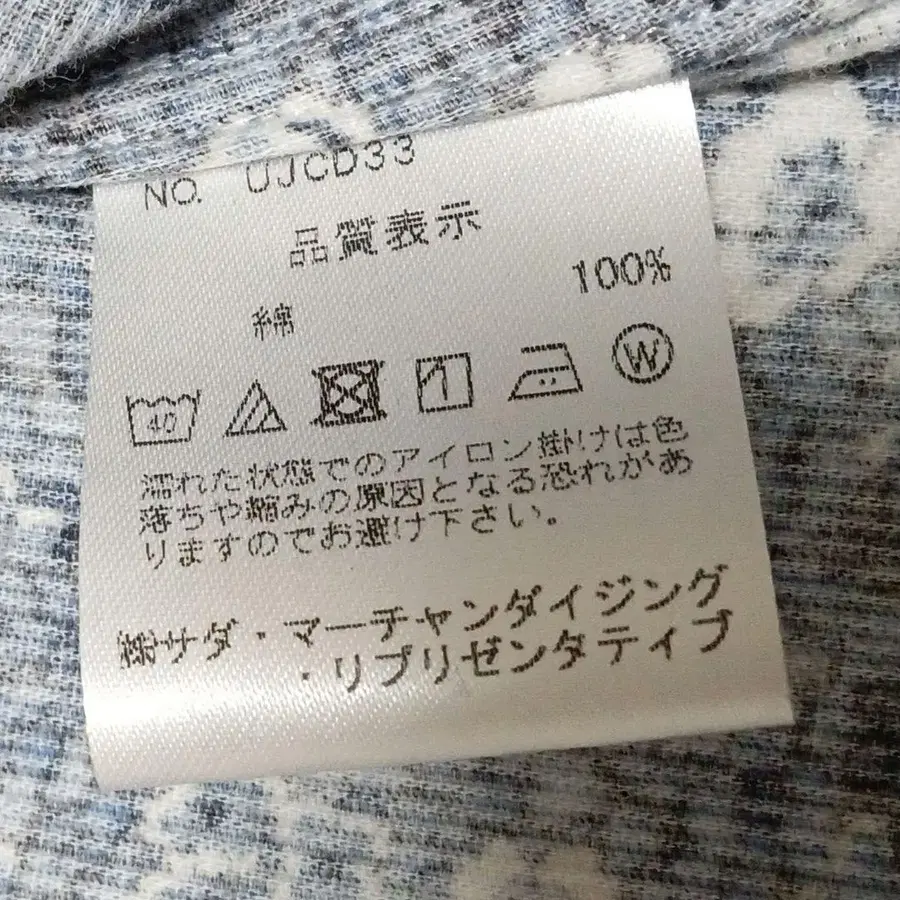 NO. UJCD33
品質表示
綿 100%
40 1 W
濡れた状態でのアイロン掛けは色
落ちや縮みの原因となる恐れがあ
りますのでお避け下さい。
㈱サダ・マーチャンダイジング
・リプリゼンタティブ